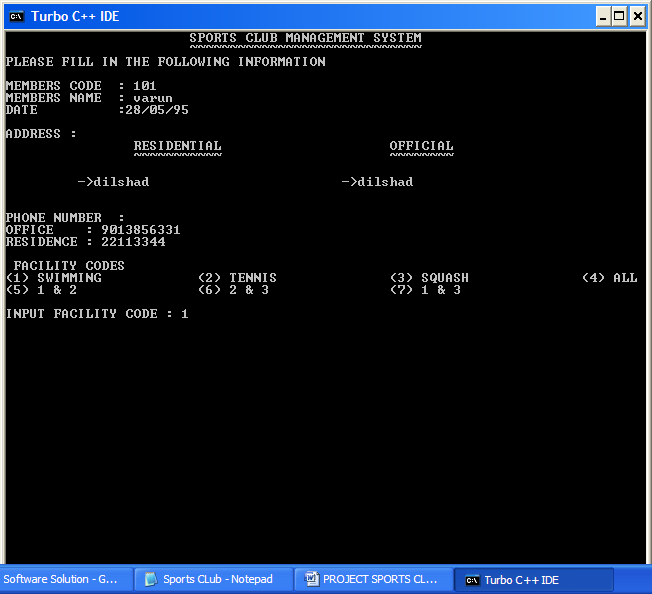 Turbo C++ IDE
SPORTS CLUB MANAGEMENT SYSTEM
PLEASE FILL IN THE FOLLOWING INFORMATION
MEMBERS CODE : 101
MEMBERS NAME : varun
DATE :28/05/95
ADDRESS :
RESIDENTIAL OFFICIAL
->dilshad ->dilshad
PHONE NUMBER :
OFFICE : 9013856331
RESIDENCE : 22113344
FACILITY CODES
(1) SWIMMING (2) TENNIS (3) SQUASH (4) ALL
(5) 1 & 2 (6) 2 & 3 (7) 1 & 3
INPUT FACILITY CODE : 1
Software Solution - G... Sports CLub - Notepad PROJECT SPORTS CL... Turbo C++ IDE